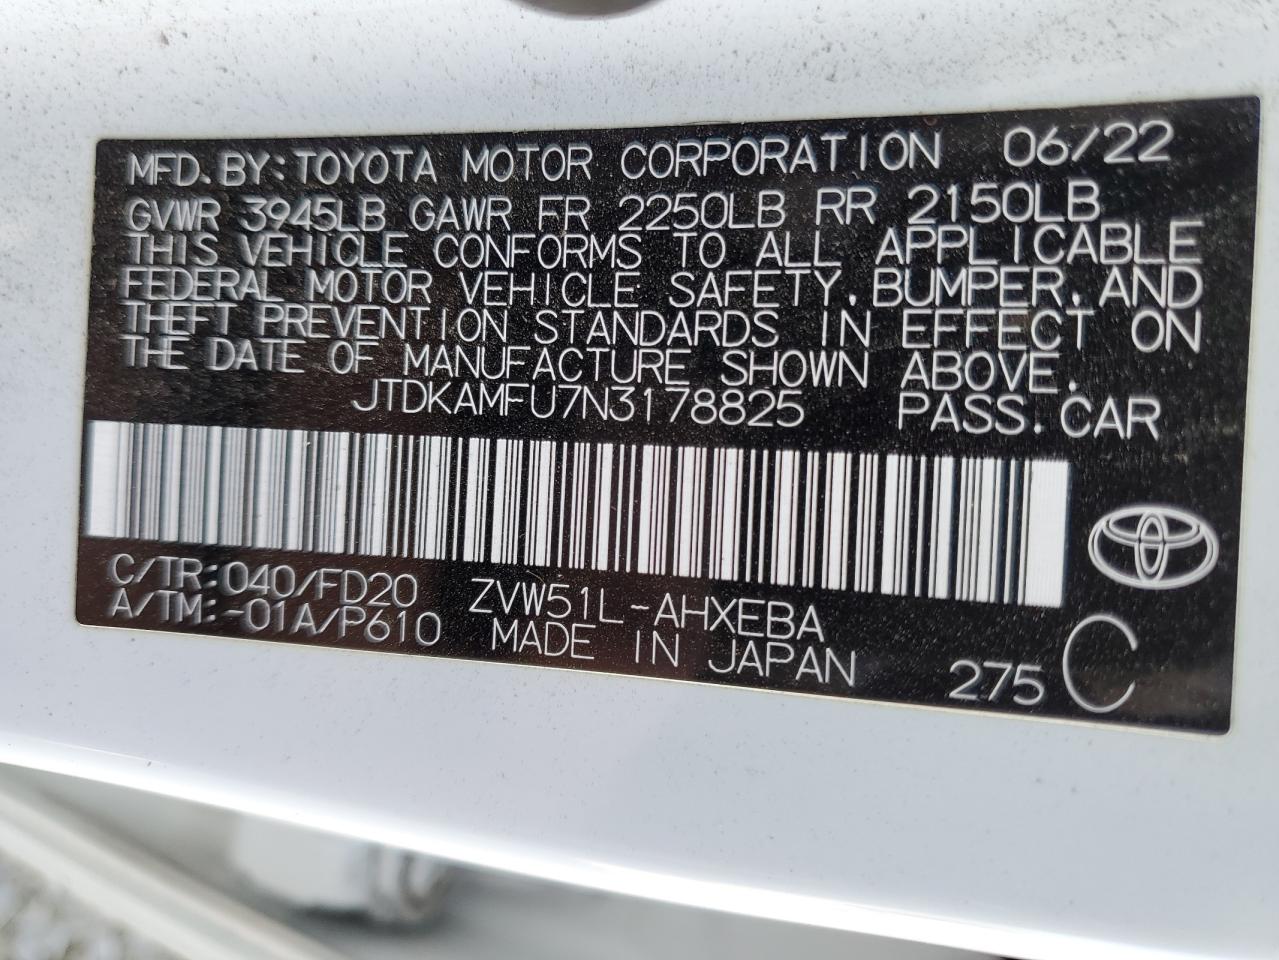 MFD. BY: TOYOTA MOTOR CORPORATION 06/22
GVWR 3945LB GAWR FR 2250LB RR 2150LB
THIS VEHICLE CONFORMS TO ALL APPLICABLE
FEDERAL MOTOR VEHICLE SAFETY, BUMPER, AND
THEFT PREVENTION STANDARDS IN EFFECT ON
THE DATE OF MANUFACTURE SHOWN ABOVE.
JTDKAMFU7N3178825 PASS. CAR
C/TR: 040/FD20 ZVW51L-AHXEBA
A/TM: -01A/P610 MADE IN JAPAN 275 C